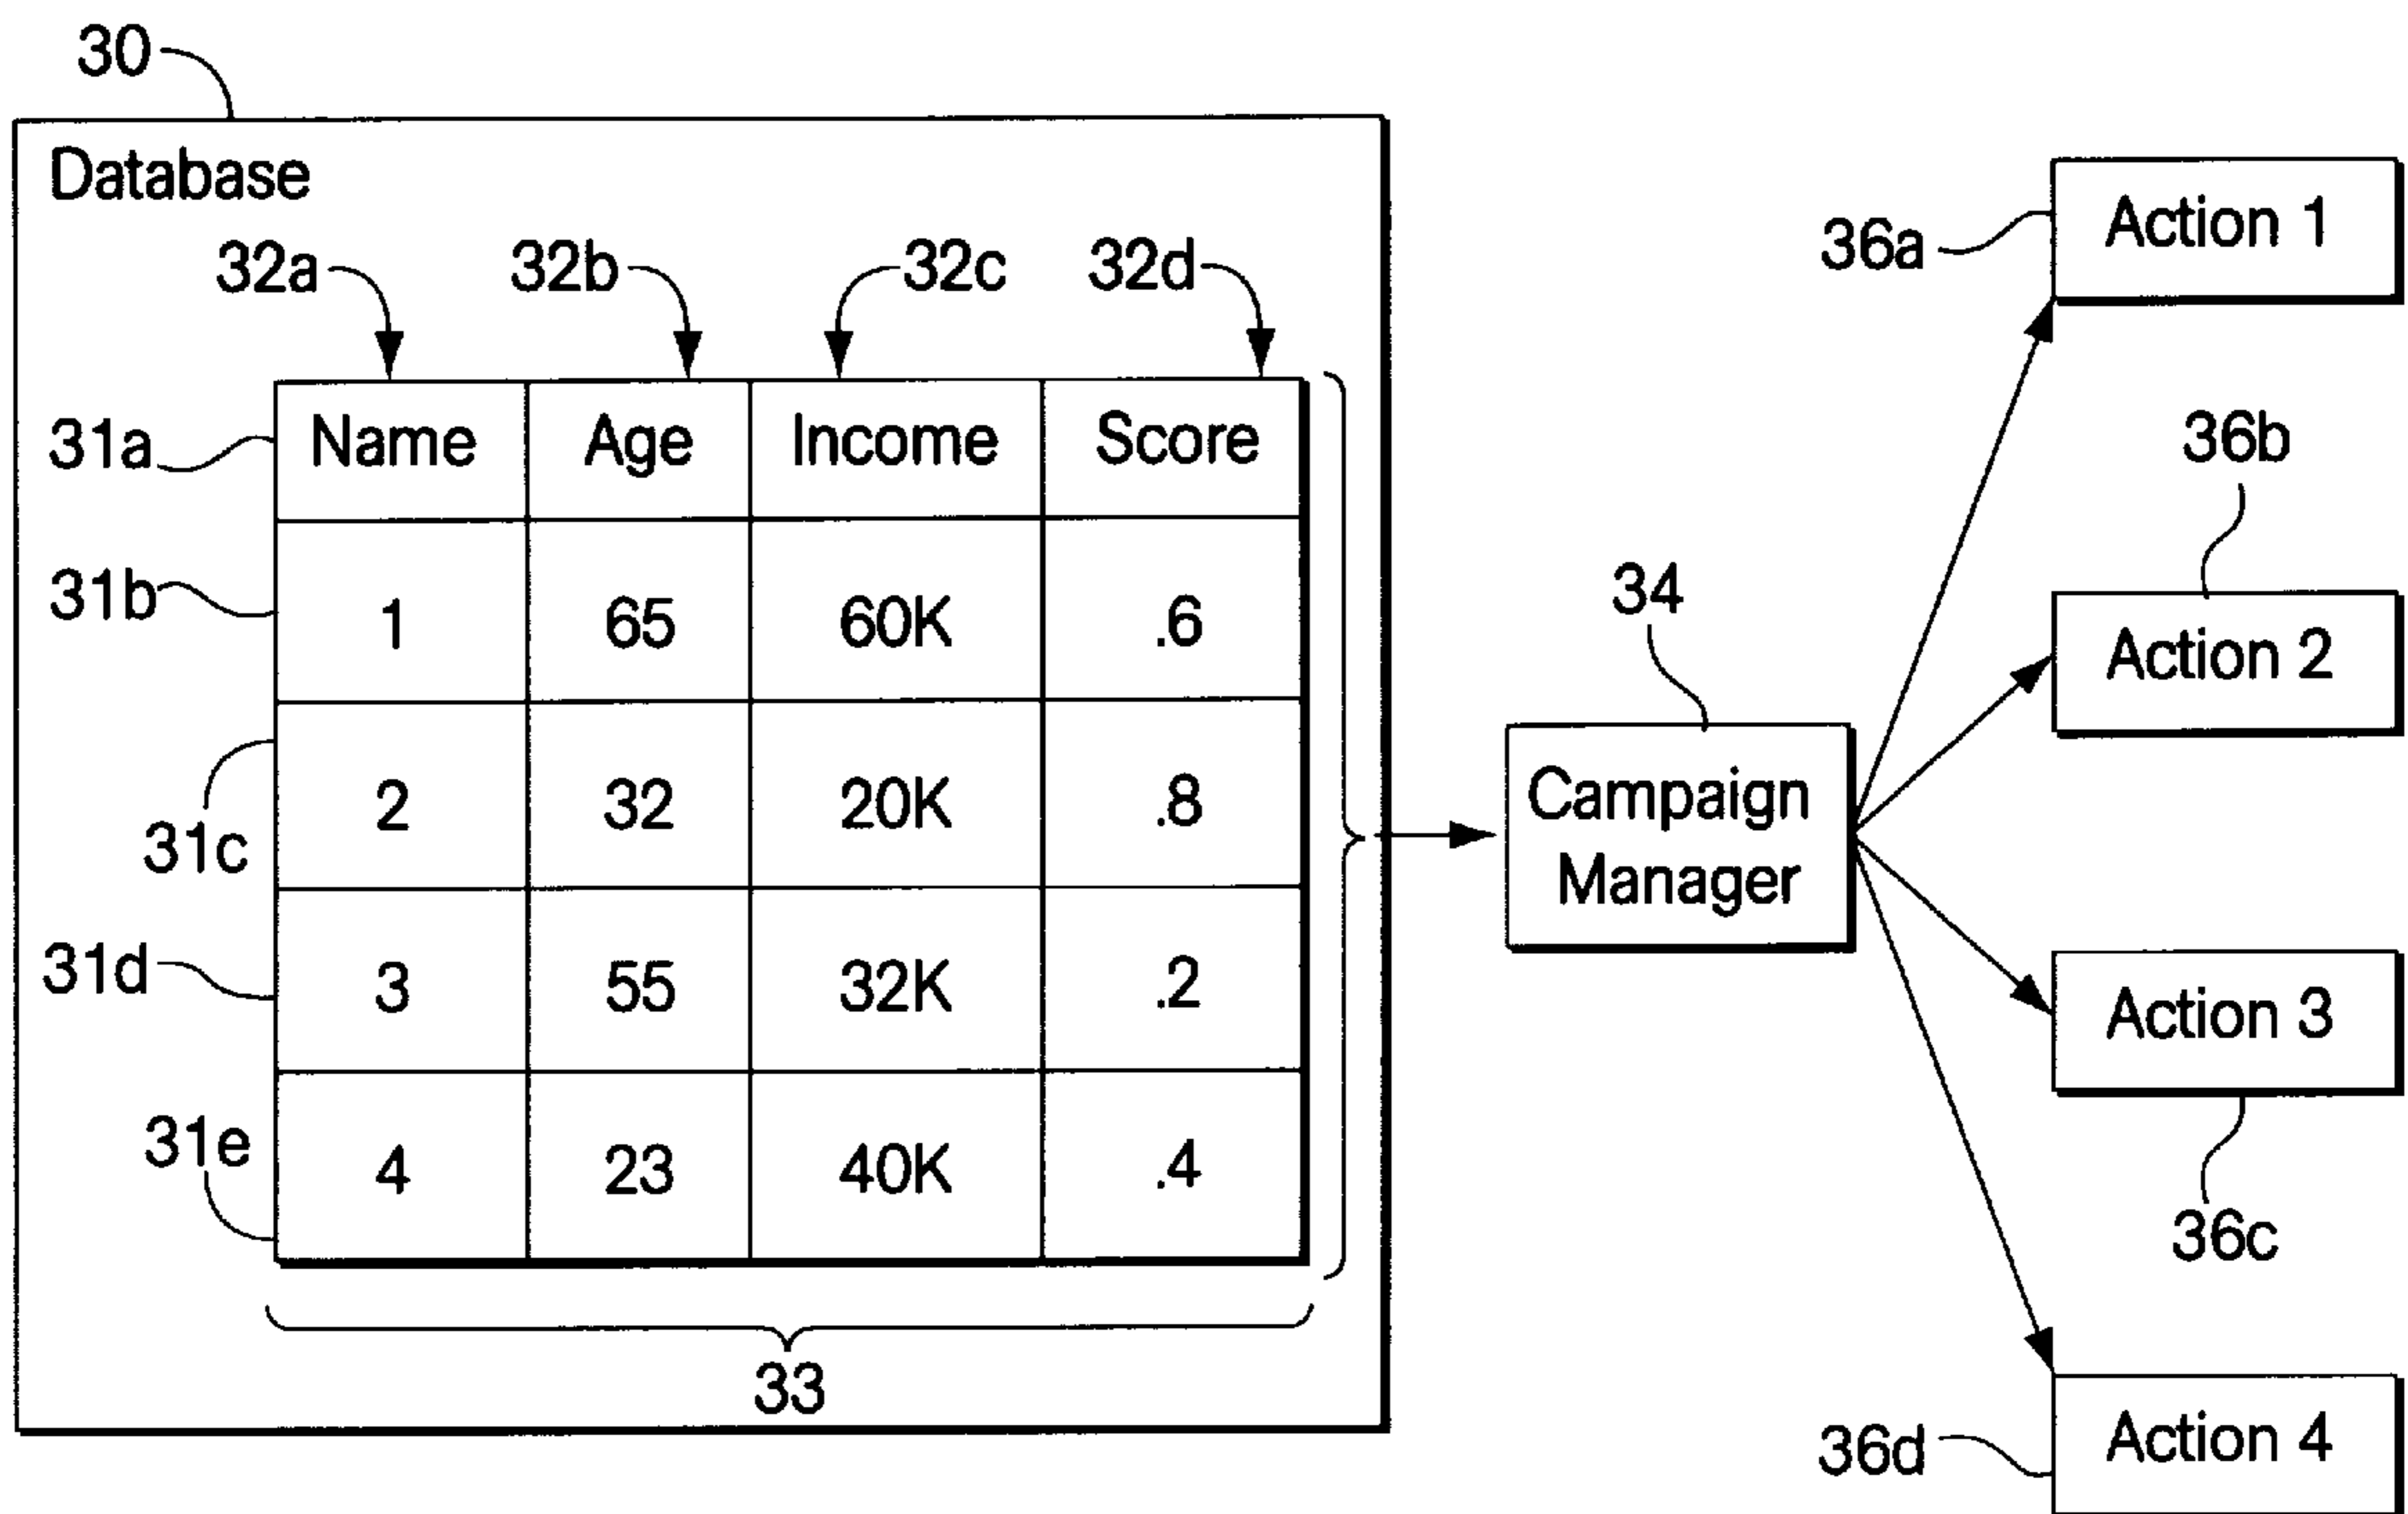 30
Database
32a 32b 32c 32d
31a Name Age Income Score
31b 1 65 60K .6
31c 2 32 20K .8
31d 3 55 32K .2
31e 4 23 40K .4
33
34
Campaign
Manager
36a Action 1
36b
Action 2
Action 3
36c
36d Action 4